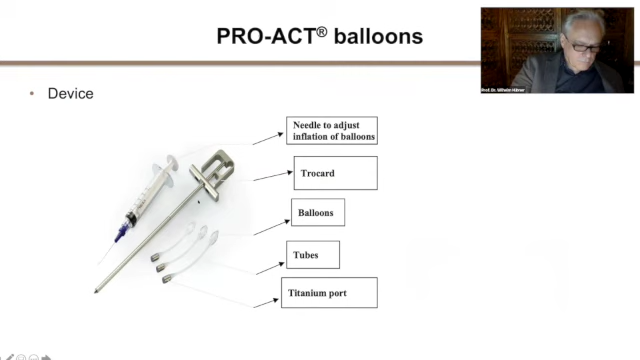 PRO-ACT® balloons
Prof. Dr. Wilhelm Hübner
• Device
Needle to adjust
inflation of balloons
Trocard
Balloons
Tubes
Titanium port